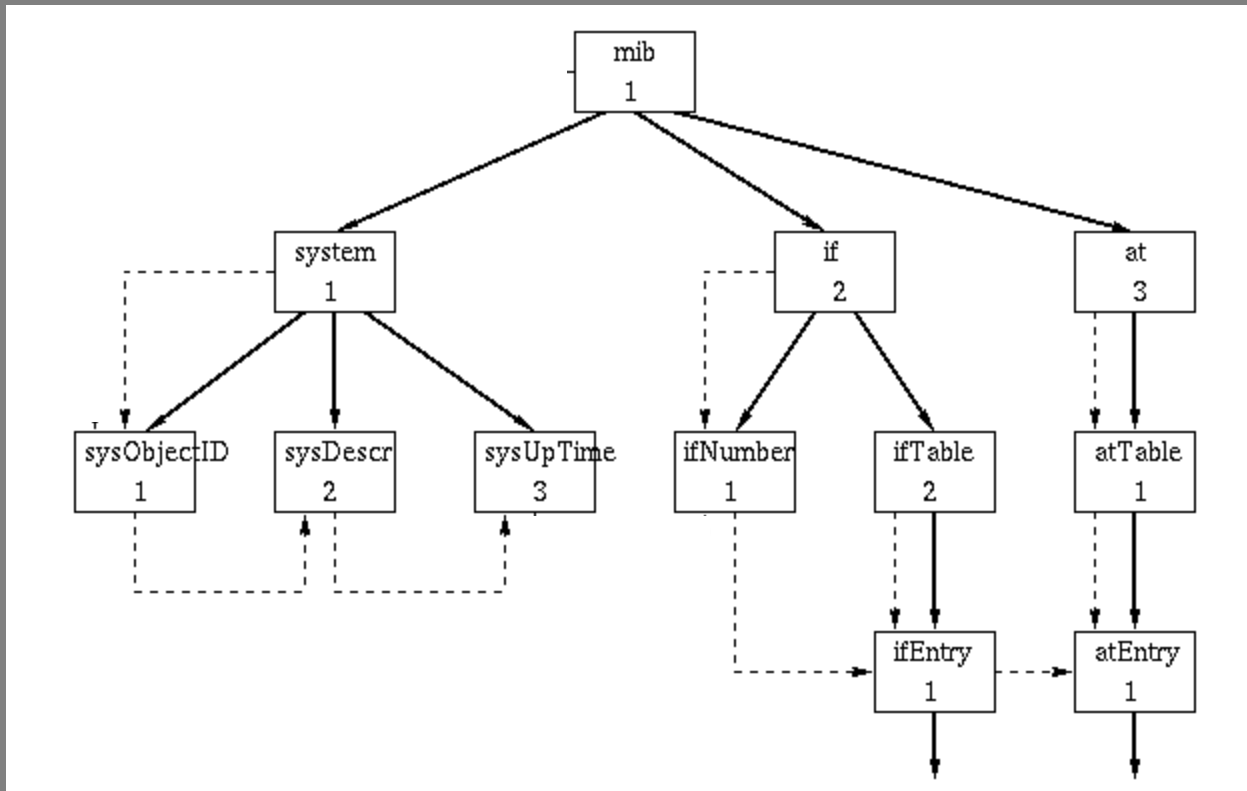 mib
1
system
1
if
2
at
3
sysObjectID
1
sysDescr
2
sysUpTime
3
ifNumber
1
ifTable
2
atTable
1
ifEntry
1
atEntry
1